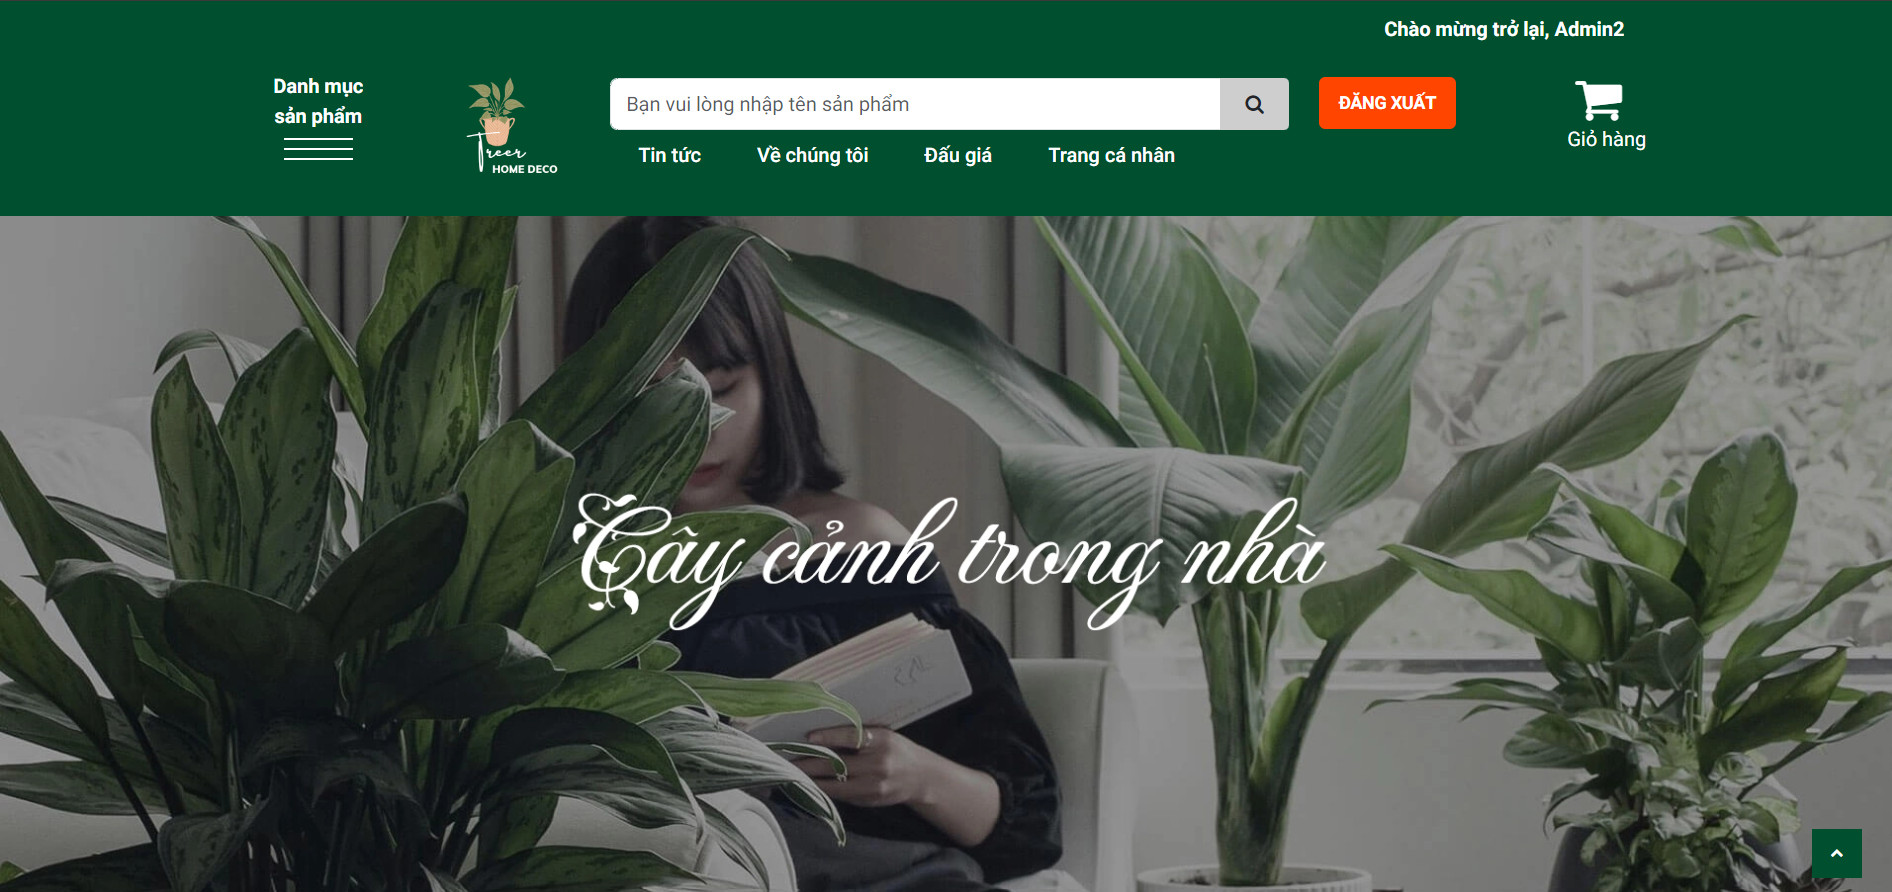 Chào mừng trở lại, Admin2
Danh mục
sản phẩm
Treer
HOME DECO
Bạn vui lòng nhập tên sản phẩm
ĐĂNG XUẤT
Giỏ hàng
Tin tức
Về chúng tôi
Đấu giá
Trang cá nhân
Cây cảnh trong nhà